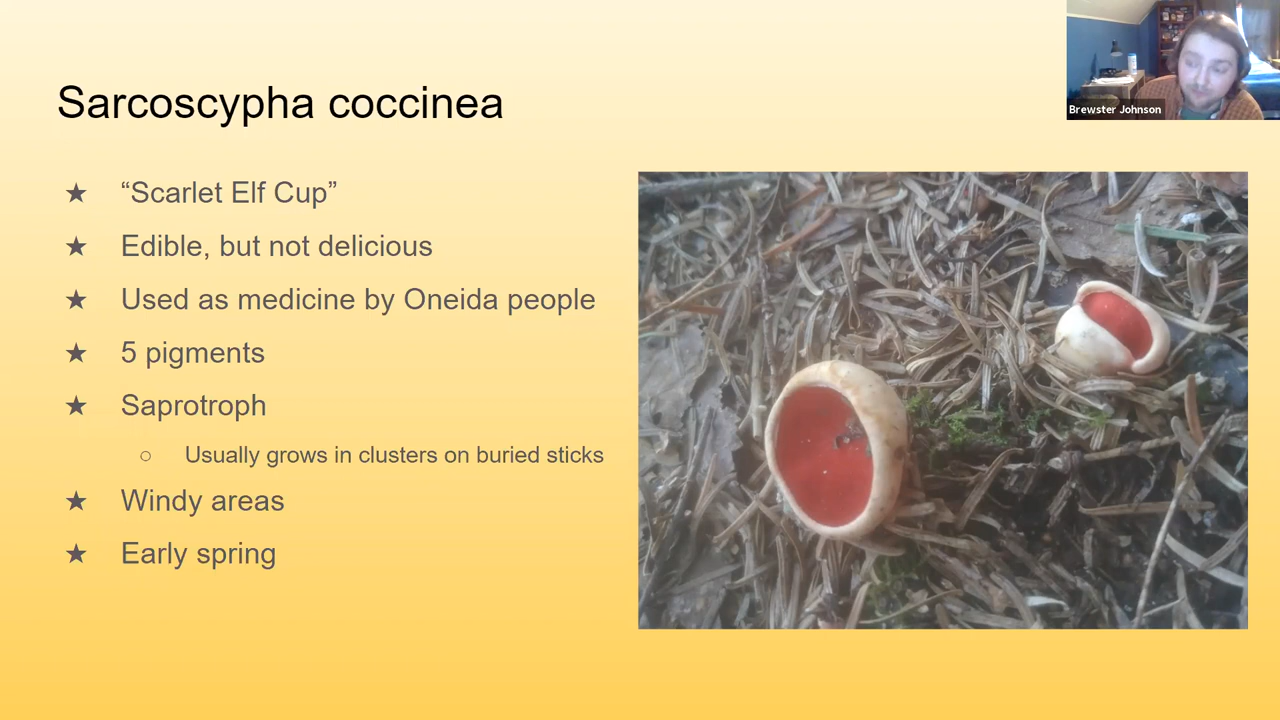 Sarcoscypha coccinea
Brewster Johnson
★ “Scarlet Elf Cup”
★ Edible, but not delicious
★ Used as medicine by Oneida people
★ 5 pigments
★ Saprotroph
○ Usually grows in clusters on buried sticks
★ Windy areas
★ Early spring